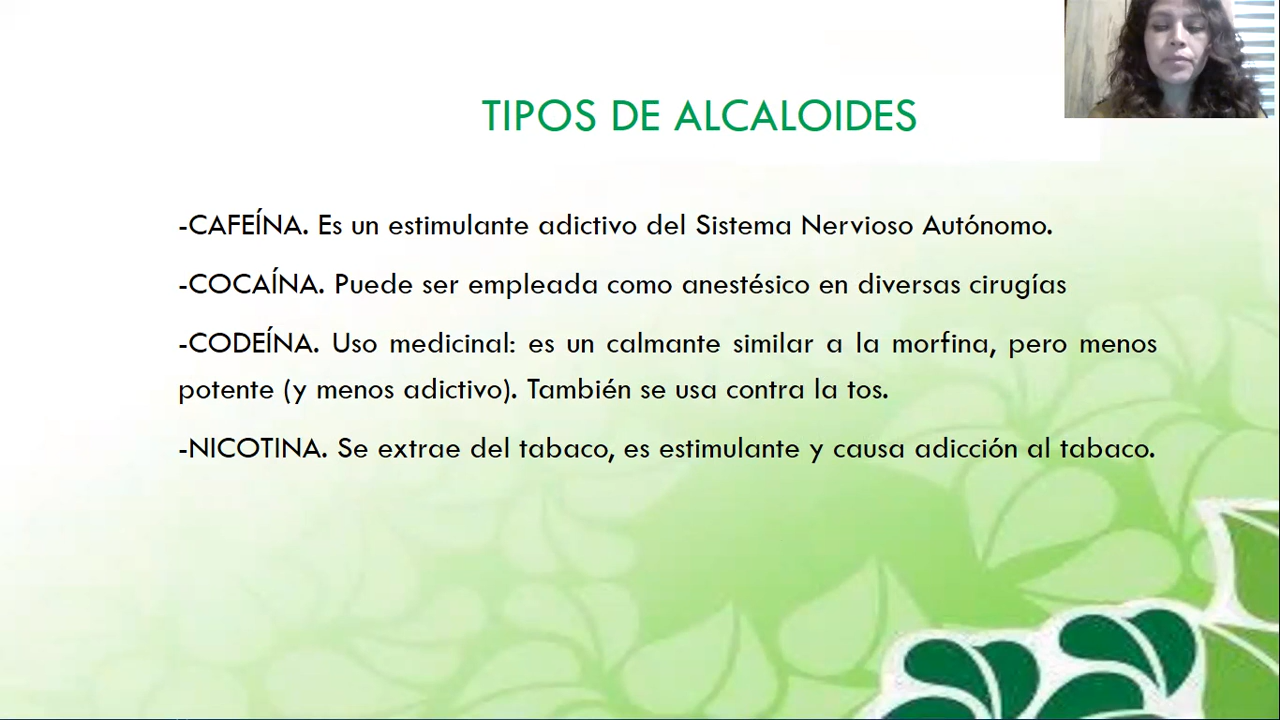 TIPOS DE ALCALOIDES
-CAFEÍNA. Es un estimulante adictivo del Sistema Nervioso Autónomo.
-COCAÍNA. Puede ser empleada como anestésico en diversas cirugías
-CODEÍNA. Uso medicinal: es un calmante similar a la morfina, pero menos
potente (y menos adictivo). También se usa contra la tos.
-NICOTINA. Se extrae del tabaco, es estimulante y causa adicción al tabaco.